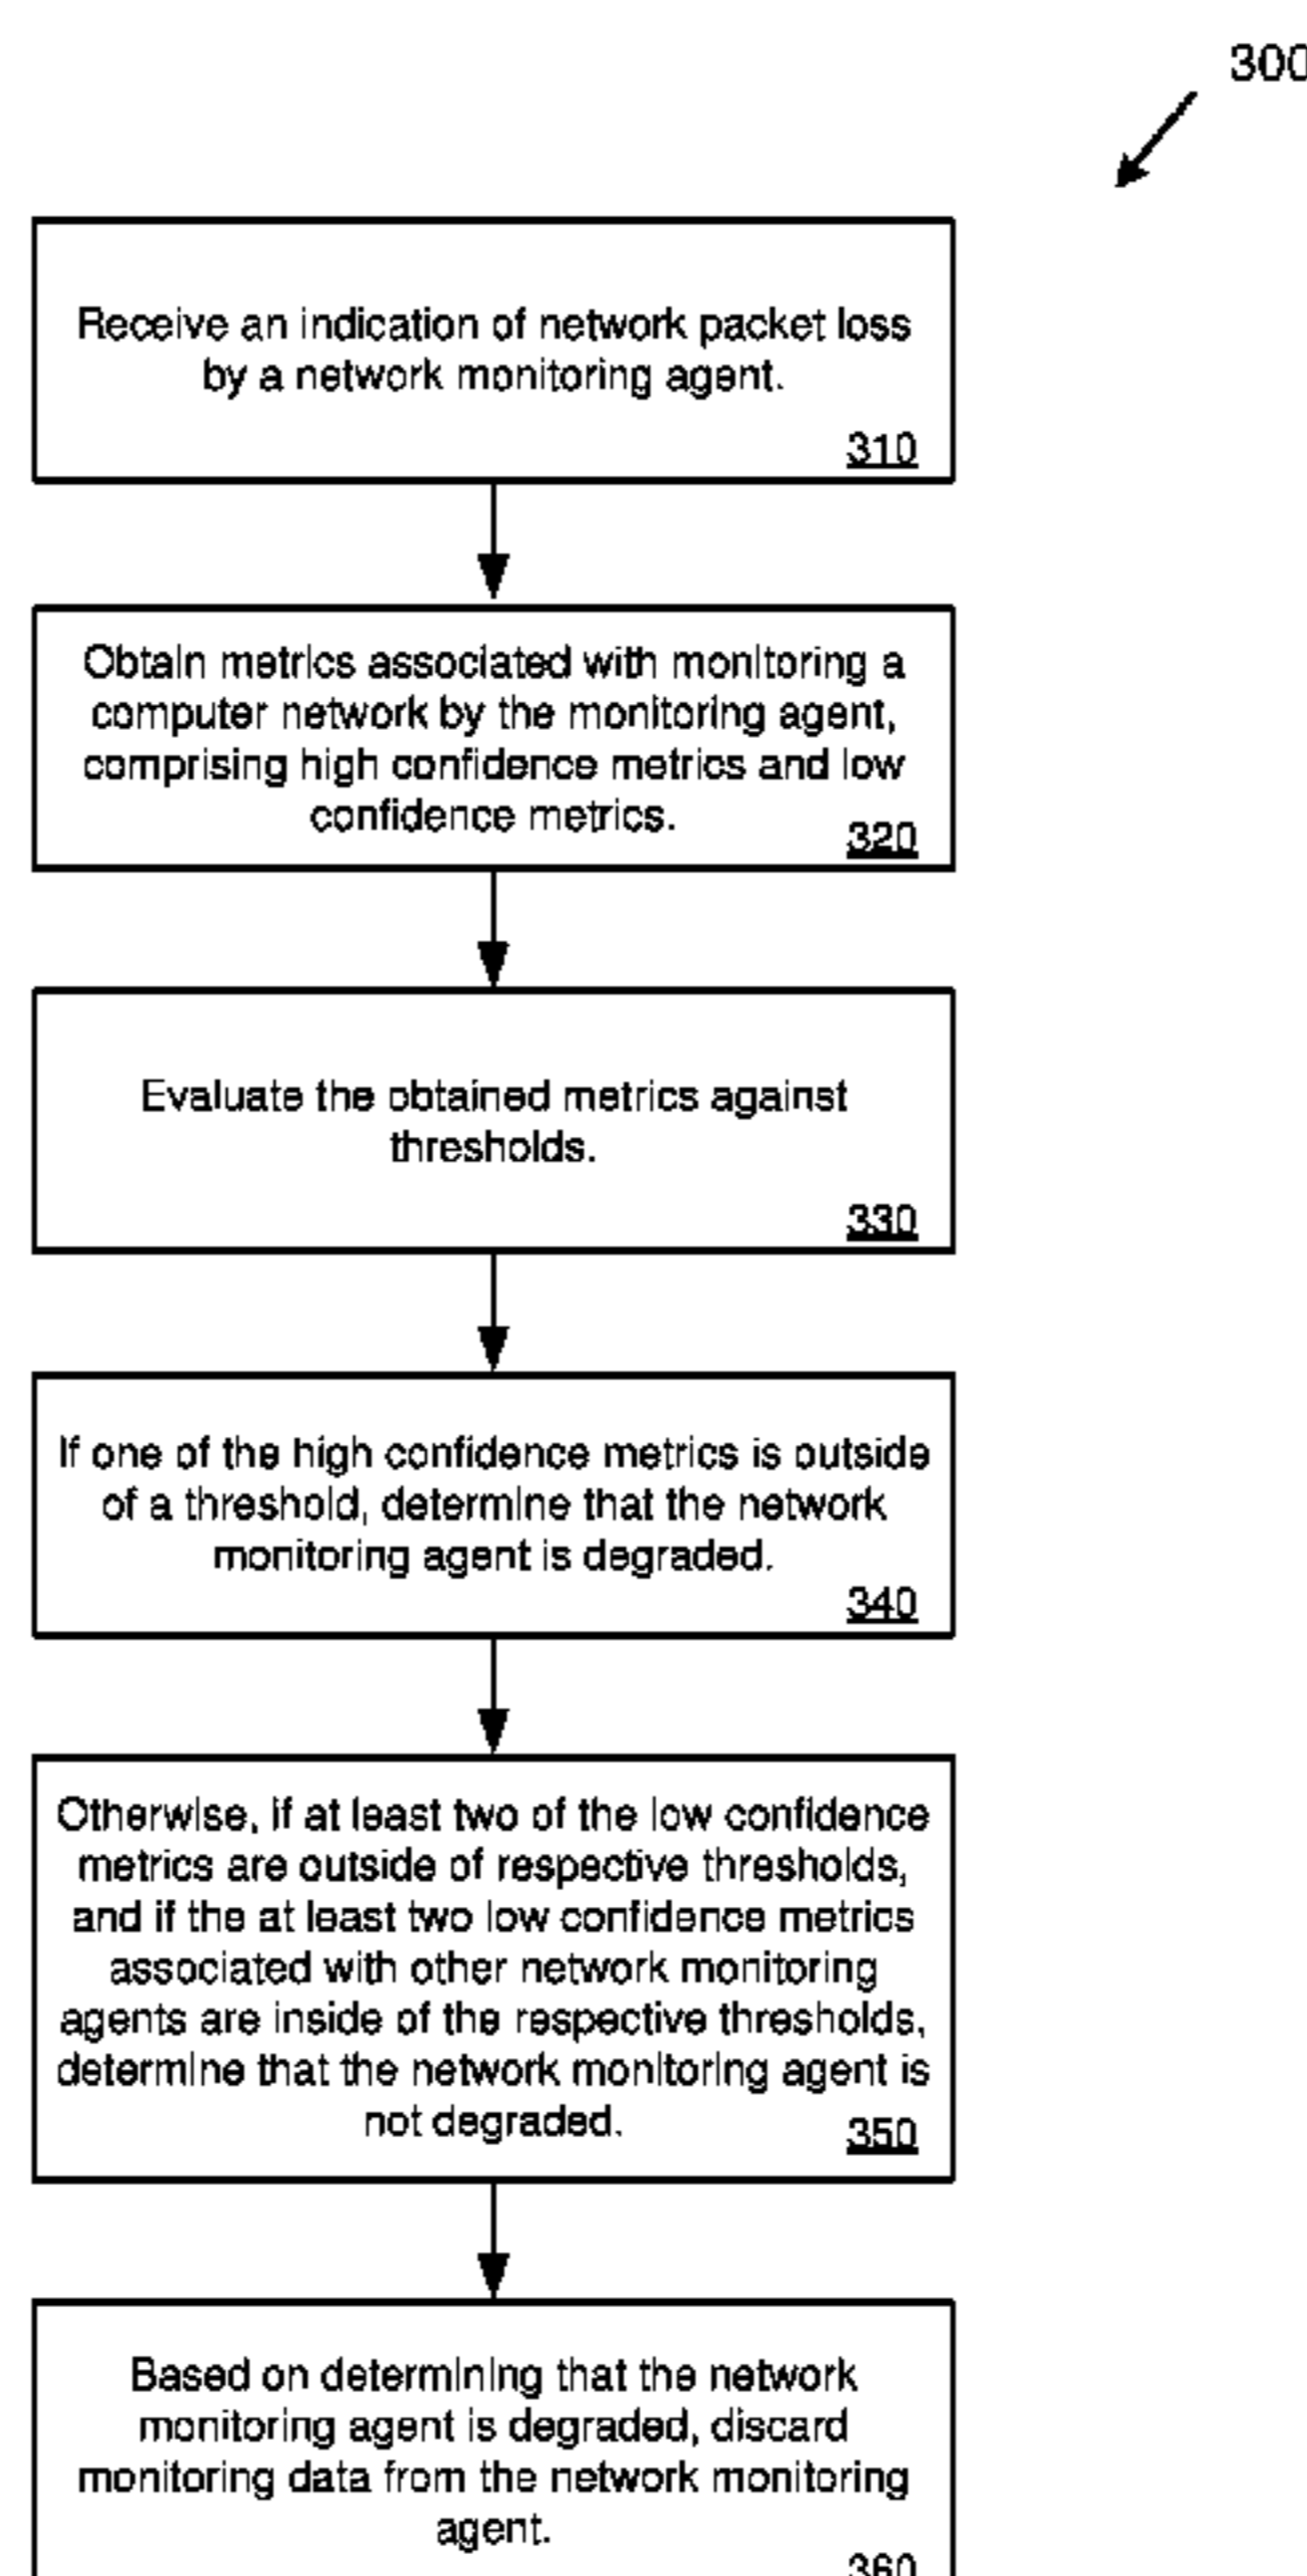 300
Receive an indication of network packet loss
by a network monitoring agent.
310
Obtain metrics associated with monitoring a
computer network by the monitoring agent,
comprising high confidence metrics and low
confidence metrics.
320
Evaluate the obtained metrics against
thresholds.
330
If one of the high confidence metrics is outside
of a threshold, determine that the network
monitoring agent is degraded.
340
Otherwise, if at least two of the low confidence
metrics are outside of respective thresholds,
and if the at least two low confidence metrics
associated with other network monitoring
agents are inside of the respective thresholds,
determine that the network monitoring agent is
not degraded.
350
Based on determining that the network
monitoring agent is degraded, discard
monitoring data from the network monitoring
agent.
360